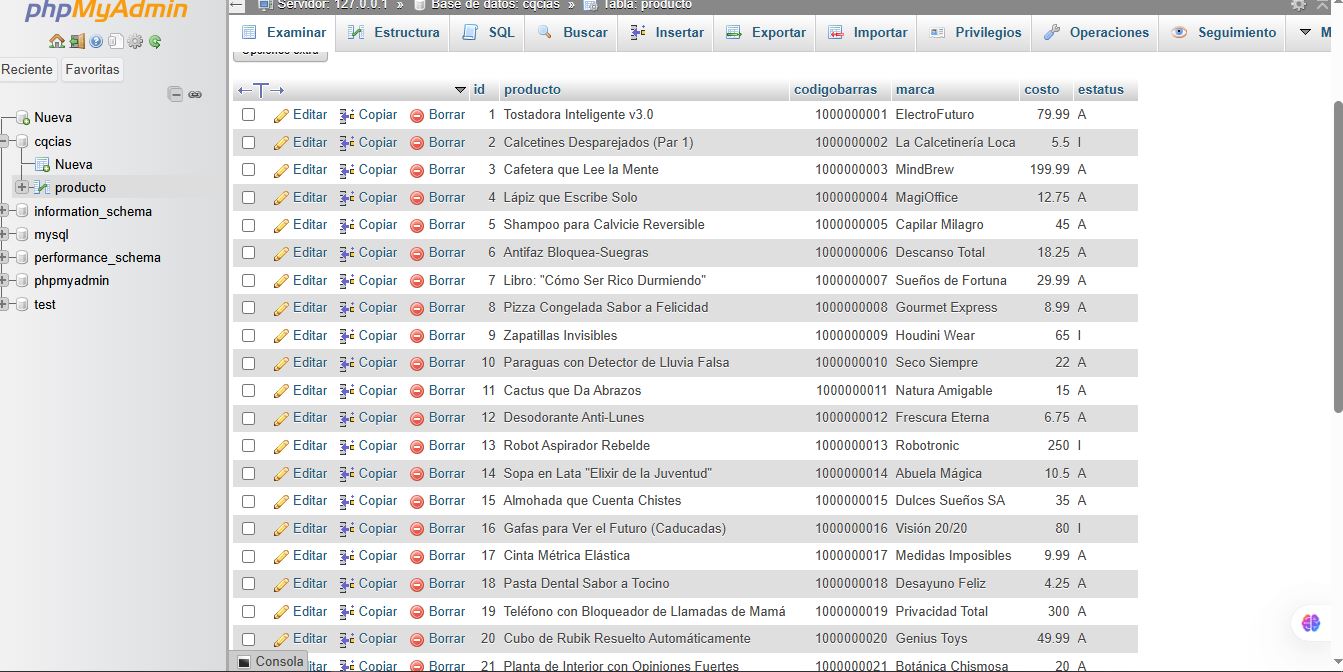 phpMyAdmin
Reciente Favoritas
Nueva
cqcias
Nueva
producto
information_schema
mysql
performance_schema
phpmyadmin
test
Servidor: 127.0.0.1 » Base de datos: cqcias » Tabla: producto
Examinar Estructura SQL Buscar Insertar Exportar Importar Privilegios Operaciones Seguimiento M
Opciones extra
←T→ id producto codigobarras marca costo estatus
Editar Copiar Borrar 1 Tostadora Inteligente v3.0 1000000001 ElectroFuturo 79.99 A
Editar Copiar Borrar 2 Calcetines Desparejados (Par 1) 1000000002 La Calcetinería Loca 5.5 I
Editar Copiar Borrar 3 Cafetera que Lee la Mente 1000000003 MindBrew 199.99 A
Editar Copiar Borrar 4 Lápiz que Escribe Solo 1000000004 MagiOffice 12.75 A
Editar Copiar Borrar 5 Shampoo para Calvicie Reversible 1000000005 Capilar Milagro 45 A
Editar Copiar Borrar 6 Antifaz Bloquea-Suegras 1000000006 Descanso Total 18.25 A
Editar Copiar Borrar 7 Libro: "Cómo Ser Rico Durmiendo" 1000000007 Sueños de Fortuna 29.99 A
Editar Copiar Borrar 8 Pizza Congelada Sabor a Felicidad 1000000008 Gourmet Express 8.99 A
Editar Copiar Borrar 9 Zapatillas Invisibles 1000000009 Houdini Wear 65 I
Editar Copiar Borrar 10 Paraguas con Detector de Lluvia Falsa 1000000010 Seco Siempre 22 A
Editar Copiar Borrar 11 Cactus que Da Abrazos 1000000011 Natura Amigable 15 A
Editar Copiar Borrar 12 Desodorante Anti-Lunes 1000000012 Frescura Eterna 6.75 A
Editar Copiar Borrar 13 Robot Aspirador Rebelde 1000000013 Robotronic 250 I
Editar Copiar Borrar 14 Sopa en Lata "Elixir de la Juventud" 1000000014 Abuela Mágica 10.5 A
Editar Copiar Borrar 15 Almohada que Cuenta Chistes 1000000015 Dulces Sueños SA 35 A
Editar Copiar Borrar 16 Gafas para Ver el Futuro (Caducadas) 1000000016 Visión 20/20 80 I
Editar Copiar Borrar 17 Cinta Métrica Elástica 1000000017 Medidas Imposibles 9.99 A
Editar Copiar Borrar 18 Pasta Dental Sabor a Tocino 1000000018 Desayuno Feliz 4.25 A
Editar Copiar Borrar 19 Teléfono con Bloqueador de Llamadas de Mamá 1000000019 Privacidad Total 300 A
Editar Copiar Borrar 20 Cubo de Rubik Resuelto Automáticamente 1000000020 Genius Toys 49.99 A
Editar Copiar Borrar 21 Planta de Interior con Opiniones Fuertes 1000000021 Botánica Chismosa 20 A
Consola